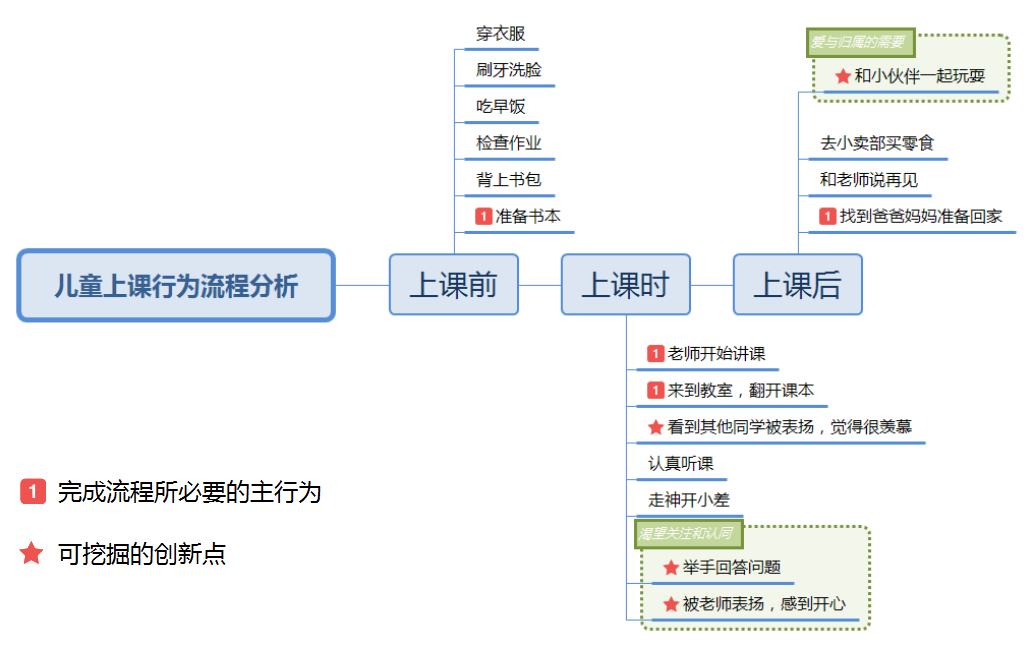 穿衣服
刷牙洗脸
吃早饭
检查作业
背上书包
1 准备书本
爱与归属的需要
和小伙伴一起玩耍
去小卖部买零食
和老师说再见
1 找到爸爸妈妈准备回家
儿童上课行为流程分析
上课前
上课时
上课后
1 老师开始讲课
1 来到教室，翻开课本
看到其他同学被表扬，觉得很羡慕
认真听课
走神开小差
渴望关注和认同
举手回答问题
被老师表扬，感到开心
1 完成流程所必要的主行为
可挖掘的创新点